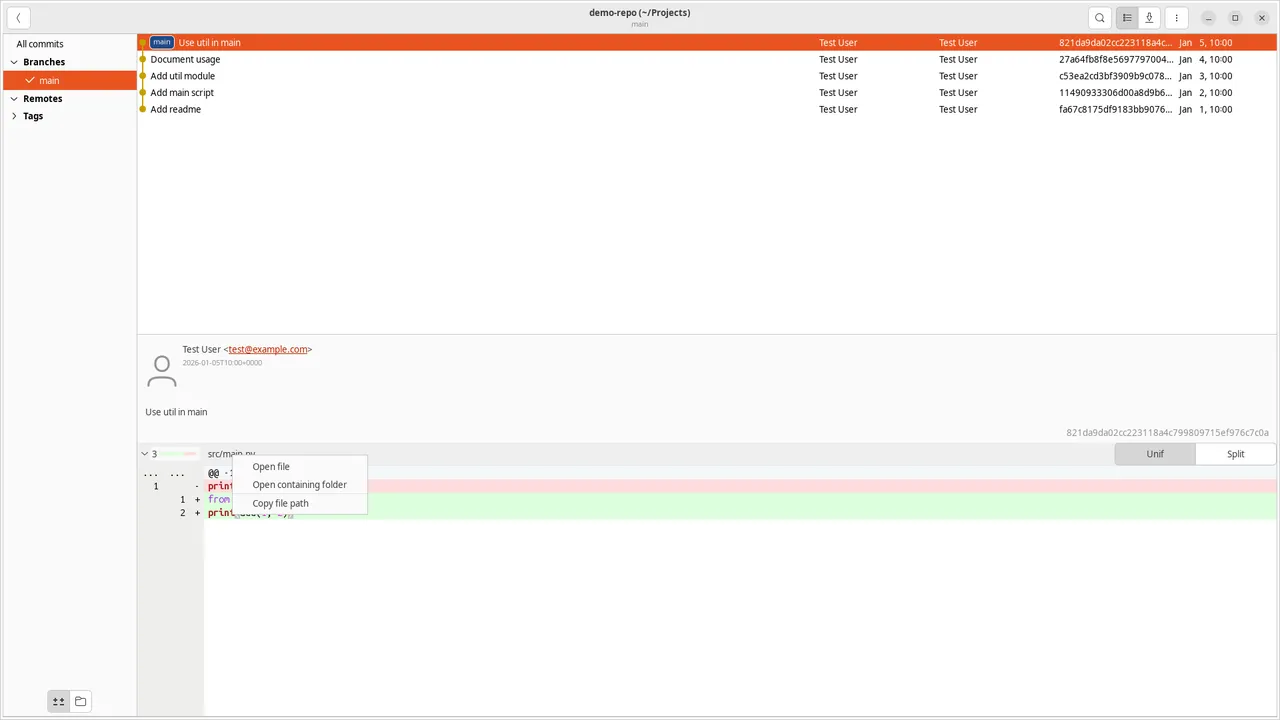 demo-repo (~/Projects)
main
All commits
Branches
main
Remotes
Tags
main Use util in main Test User Test User 821da9da02cc223118a4c... Jan 5, 10:00
Document usage Test User Test User 27a64fb8f8e5697797004... Jan 4, 10:00
Add util module Test User Test User c53ea2cd3bf3909b9c078... Jan 3, 10:00
Add main script Test User Test User 11490933306d00a8d9b6... Jan 2, 10:00
Add readme Test User Test User fa67c8175df9183bb9076... Jan 1, 10:00
Test User <test@example.com>
2026-01-05T10:00+0000
Use util in main
821da9da02cc223118a4c799809715ef976c7c0a
3 src/main.py Unif Split
... ... @@
1 - print
1 + from
2 + print
Open file
Open containing folder
Copy file path